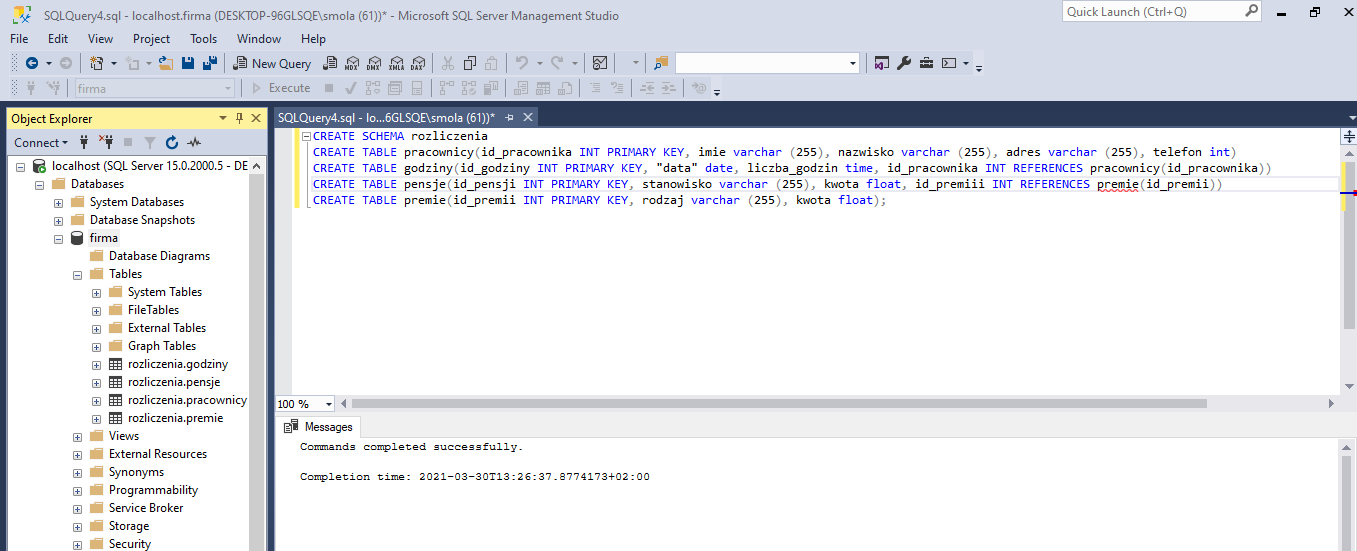 SQLQuery4.sql - localhost.firma (DESKTOP-96GLSQE\smola (61))* - Microsoft SQL Server Management Studio
Quick Launch (Ctrl+Q)
File Edit View Project Tools Window Help
New Query
MDX DMX XMLA DAX
firma
Execute
Object Explorer
Connect
localhost (SQL Server 15.0.2000.5 - DE
Databases
System Databases
Database Snapshots
firma
Database Diagrams
Tables
System Tables
FileTables
External Tables
Graph Tables
rozliczenia.godziny
rozliczenia.pensje
rozliczenia.pracownicy
rozliczenia.premie
Views
External Resources
Synonyms
Programmability
Service Broker
Storage
Security
SQLQuery4.sql - lo...6GLSQE\smola (61))*
CREATE SCHEMA rozliczenia
CREATE TABLE pracownicy(id_pracownika INT PRIMARY KEY, imie varchar (255), nazwisko varchar (255), adres varchar (255), telefon int)
CREATE TABLE godziny(id_godziny INT PRIMARY KEY, "data" date, liczba_godzin time, id_pracownika INT REFERENCES pracownicy(id_pracownika))
CREATE TABLE pensje(id_pensji INT PRIMARY KEY, stanowisko varchar (255), kwota float, id_premiii INT REFERENCES premie(id_premii))
CREATE TABLE premie(id_premii INT PRIMARY KEY, rodzaj varchar (255), kwota float);
100 %
Messages
Commands completed successfully.
Completion time: 2021-03-30T13:26:37.8774173+02:00